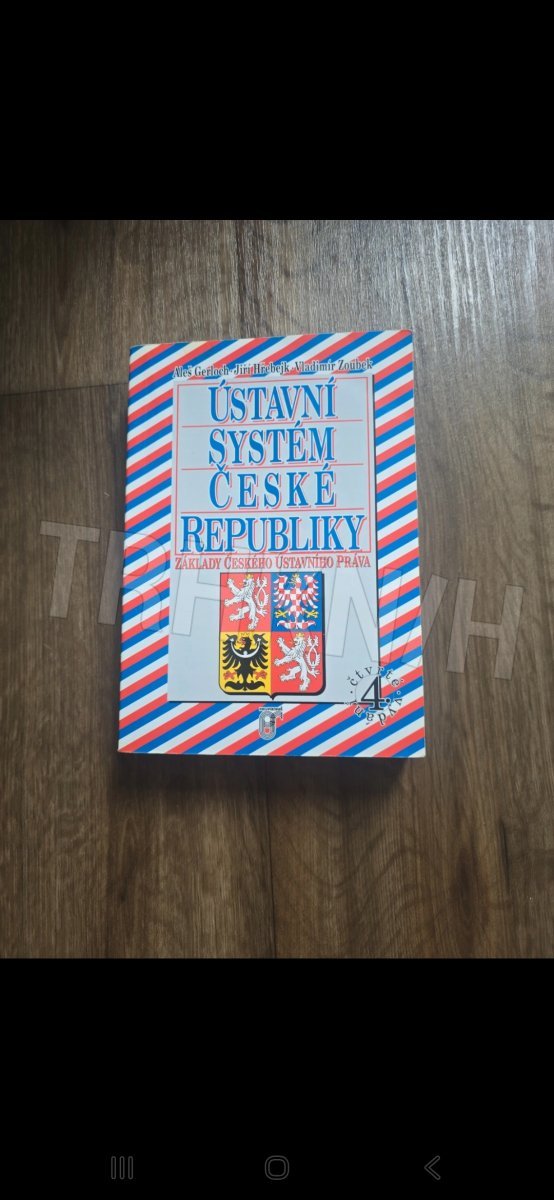 Aleš Gerloch · Jiří Hřebejk · Vladimír Zoubek
ÚSTAVNÍ
SYSTÉM
ČESKÉ
REPUBLIKY
ZÁKLADY ČESKÉHO ÚSTAVNÍHO PRÁVA
· čtvrté · vydání
4.